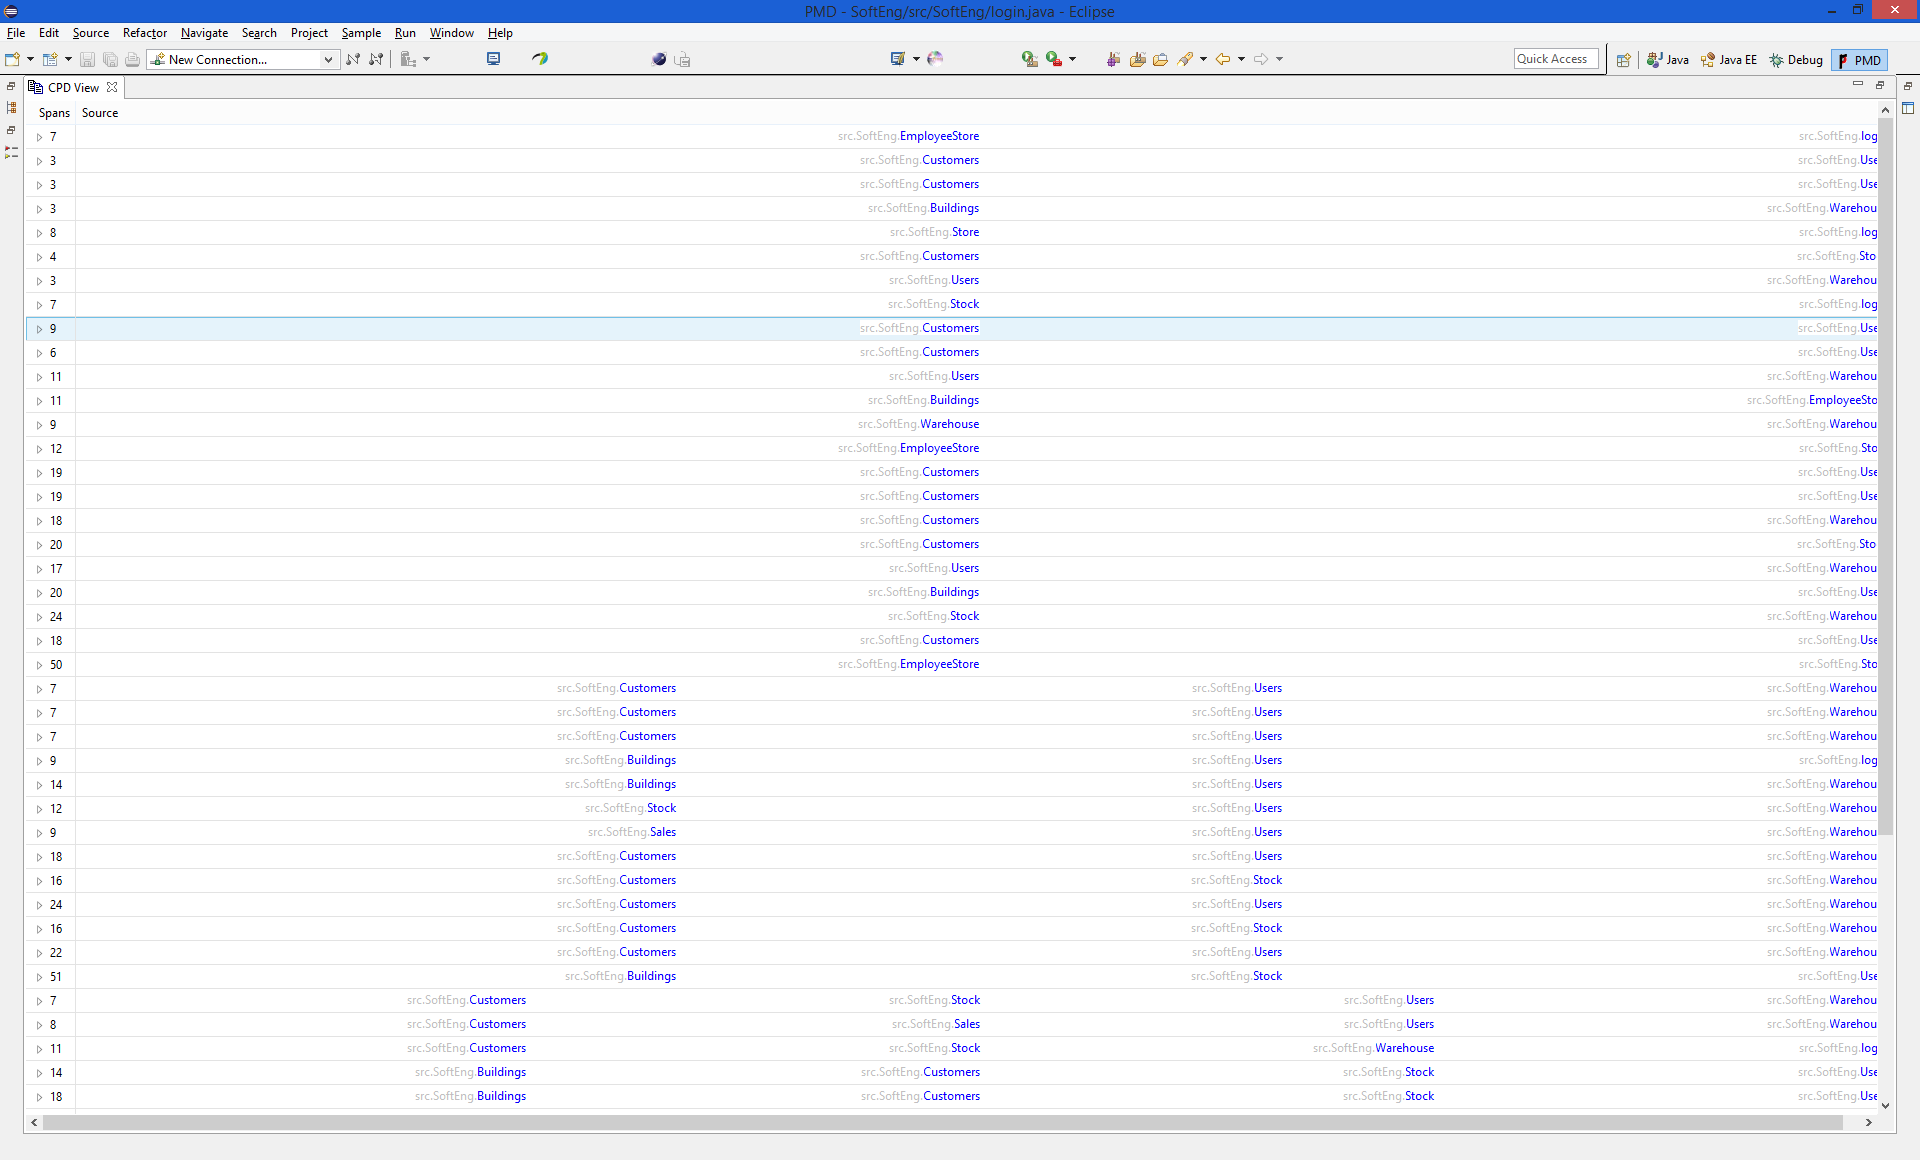 PMD - SoftEng/src/SoftEng/login.java - Eclipse
File Edit Source Refactor Navigate Search Project Sample Run Window Help
New Connection... Quick Access Java Java EE Debug PMD
CPD View
Spans Source
7 src.SoftEng.EmployeeStore src.SoftEng.log
3 src.SoftEng.Customers src.SoftEng.Use
3 src.SoftEng.Customers src.SoftEng.Use
3 src.SoftEng.Buildings src.SoftEng.Warehou
8 src.SoftEng.Store src.SoftEng.log
4 src.SoftEng.Customers src.SoftEng.Sto
3 src.SoftEng.Users src.SoftEng.Warehou
7 src.SoftEng.Stock src.SoftEng.log
9 src.SoftEng.Customers src.SoftEng.Use
6 src.SoftEng.Customers src.SoftEng.Use
11 src.SoftEng.Users src.SoftEng.Warehou
11 src.SoftEng.Buildings src.SoftEng.EmployeeSto
9 src.SoftEng.Warehouse src.SoftEng.Warehou
12 src.SoftEng.EmployeeStore src.SoftEng.Sto
19 src.SoftEng.Customers src.SoftEng.Use
19 src.SoftEng.Customers src.SoftEng.Use
18 src.SoftEng.Customers src.SoftEng.Warehou
20 src.SoftEng.Customers src.SoftEng.Sto
17 src.SoftEng.Users src.SoftEng.Warehou
20 src.SoftEng.Buildings src.SoftEng.Use
24 src.SoftEng.Stock src.SoftEng.Warehou
18 src.SoftEng.Customers src.SoftEng.Use
50 src.SoftEng.EmployeeStore src.SoftEng.Sto
7 src.SoftEng.Customers src.SoftEng.Users src.SoftEng.Warehou
7 src.SoftEng.Customers src.SoftEng.Users src.SoftEng.Warehou
7 src.SoftEng.Customers src.SoftEng.Users src.SoftEng.Warehou
9 src.SoftEng.Buildings src.SoftEng.Users src.SoftEng.log
14 src.SoftEng.Buildings src.SoftEng.Users src.SoftEng.Warehou
12 src.SoftEng.Stock src.SoftEng.Users src.SoftEng.Warehou
9 src.SoftEng.Sales src.SoftEng.Users src.SoftEng.Warehou
18 src.SoftEng.Customers src.SoftEng.Users src.SoftEng.Warehou
16 src.SoftEng.Customers src.SoftEng.Stock src.SoftEng.Warehou
24 src.SoftEng.Customers src.SoftEng.Users src.SoftEng.Warehou
16 src.SoftEng.Customers src.SoftEng.Stock src.SoftEng.Warehou
22 src.SoftEng.Customers src.SoftEng.Users src.SoftEng.Warehou
51 src.SoftEng.Buildings src.SoftEng.Stock src.SoftEng.Use
7 src.SoftEng.Customers src.SoftEng.Stock src.SoftEng.Users src.SoftEng.Warehou
8 src.SoftEng.Customers src.SoftEng.Sales src.SoftEng.Users src.SoftEng.Warehou
11 src.SoftEng.Customers src.SoftEng.Stock src.SoftEng.Warehouse src.SoftEng.log
14 src.SoftEng.Buildings src.SoftEng.Customers src.SoftEng.Stock src.SoftEng.Use
18 src.SoftEng.Buildings src.SoftEng.Customers src.SoftEng.Stock src.SoftEng.Use